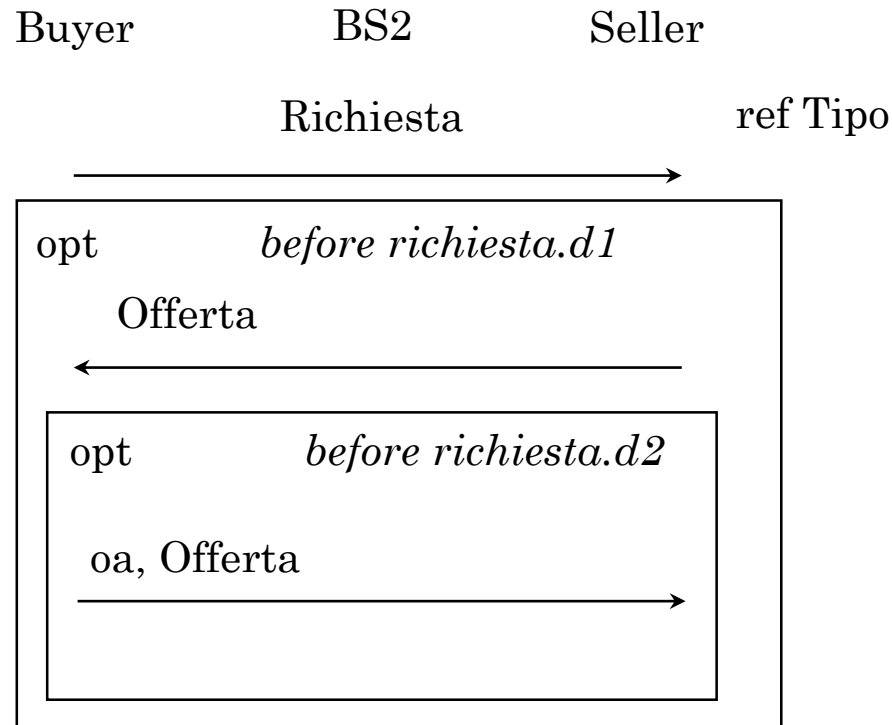 Buyer BS2 Seller
Richiesta ref Tipo
opt before richiesta.d1
Offerta
opt before richiesta.d2
oa, Offerta